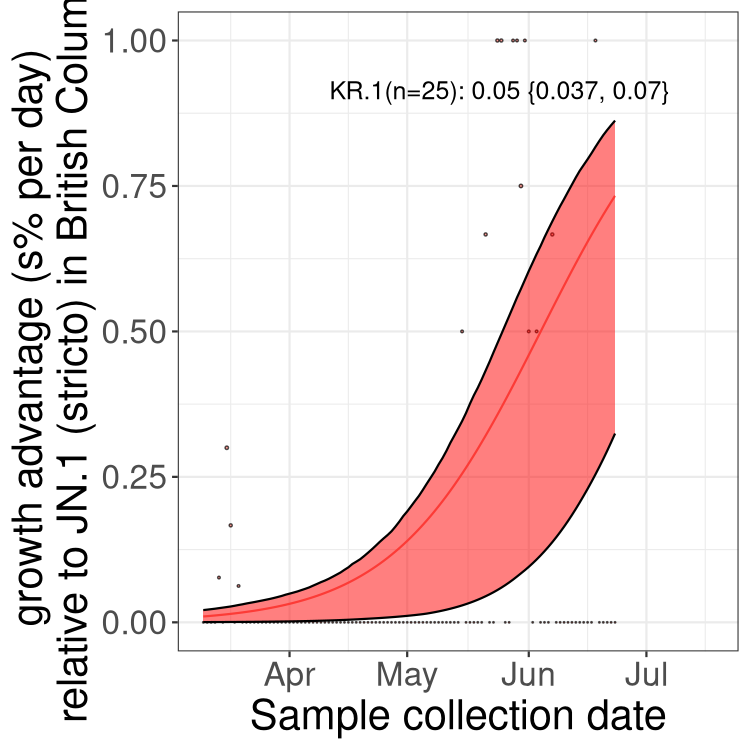 growth advantage (s% per day)
relative to JN.1 (stricto) in British Colum
1.00
0.75
0.50
0.25
0.00
KR.1(n=25): 0.05 {0.037, 0.07}
Apr May Jun Jul
Sample collection date